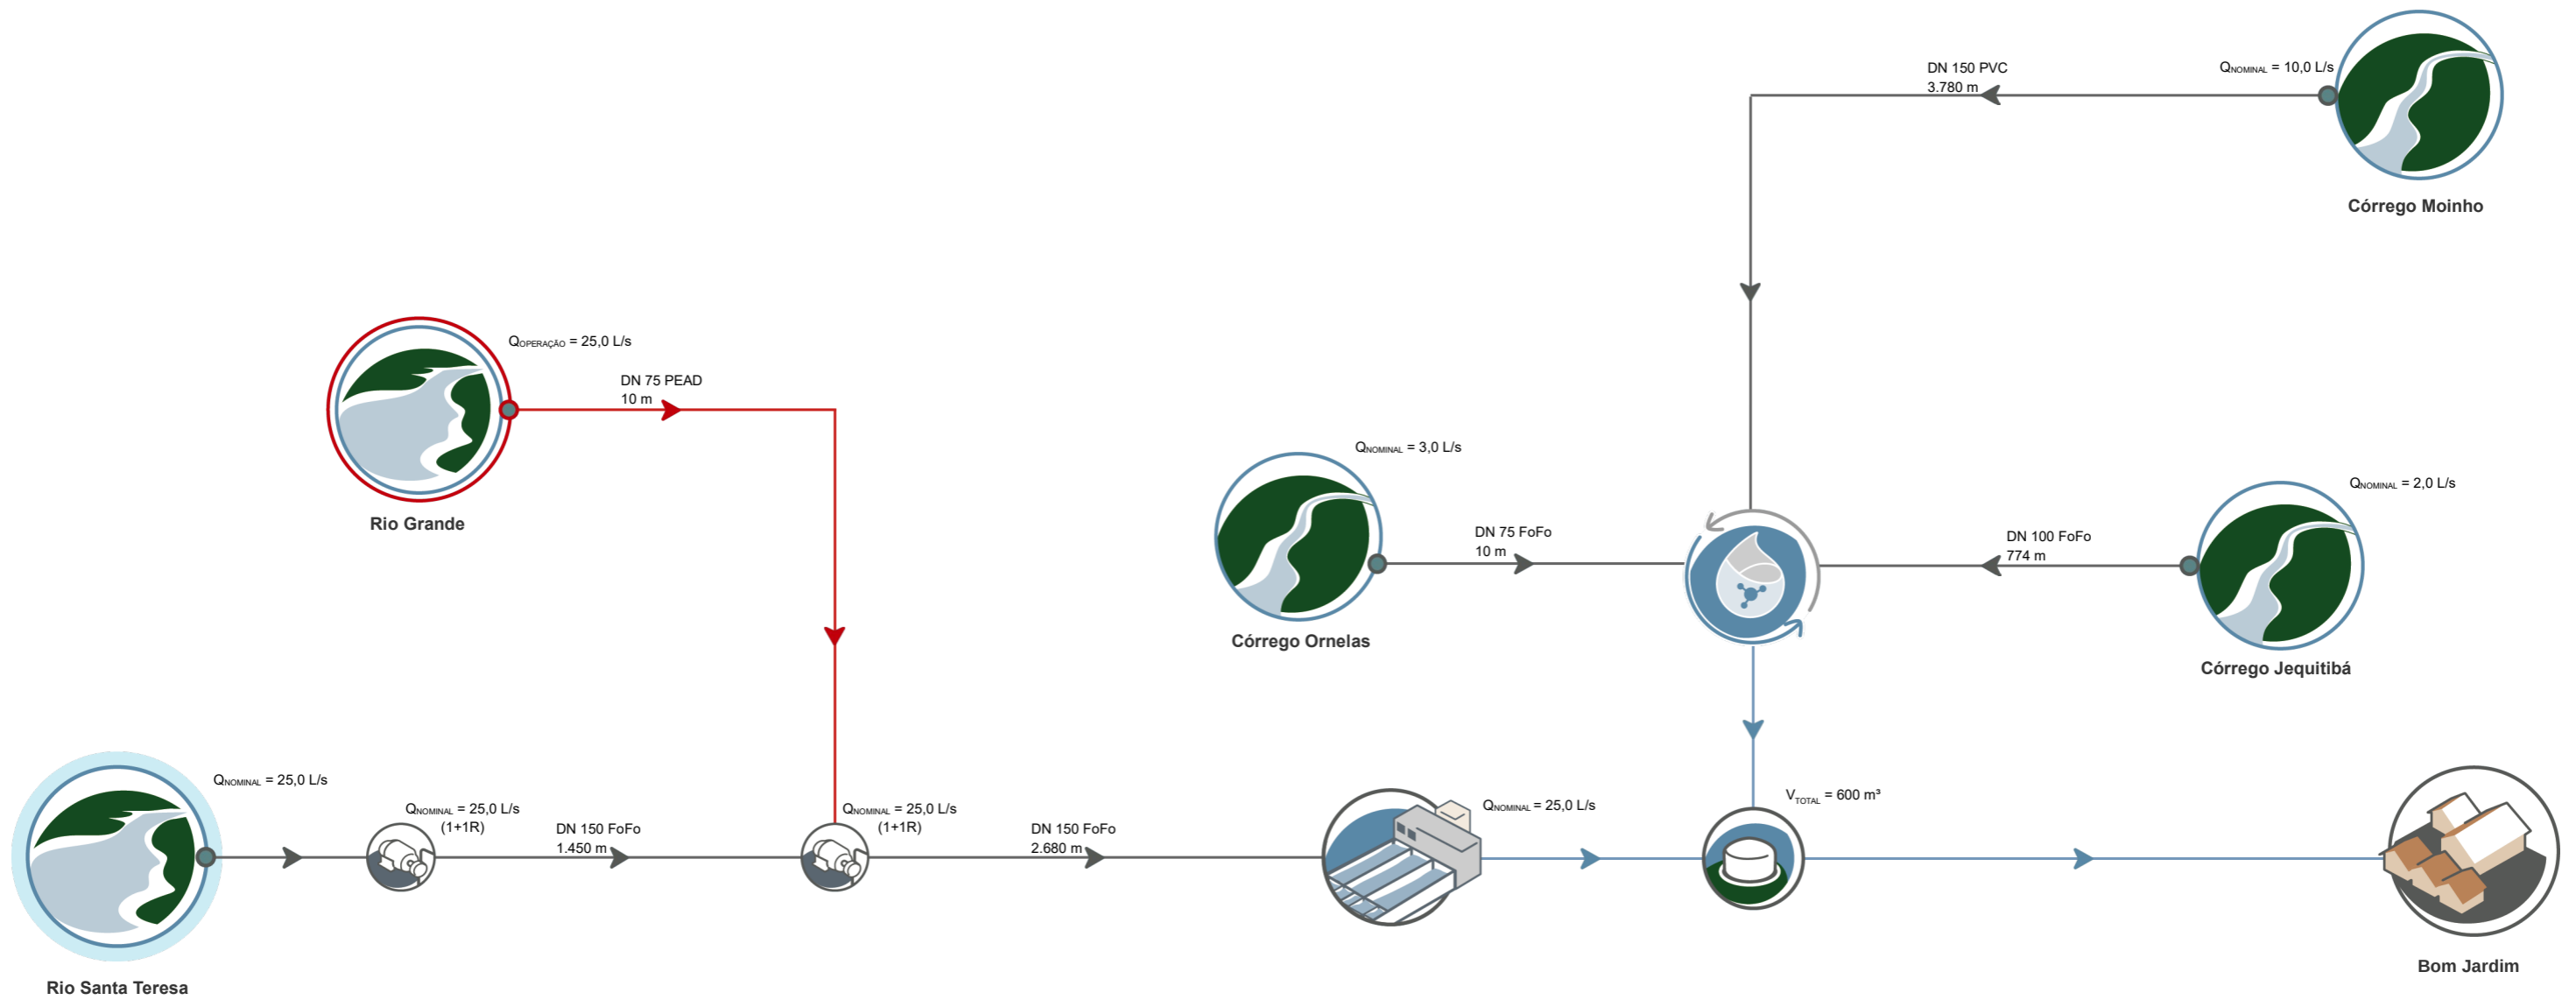 DN 150 PVC
3.780 m
QNOMINAL = 10,0 L/s
Córrego Moinho
QOPERAÇÃO = 25,0 L/s
DN 75 PEAD
10 m
Rio Grande
QNOMINAL = 3,0 L/s
DN 75 FoFo
10 m
Córrego Ornelas
QNOMINAL = 2,0 L/s
DN 100 FoFo
774 m
Córrego Jequitibá
QNOMINAL = 25,0 L/s
Rio Santa Teresa
QNOMINAL = 25,0 L/s
(1+1R)
DN 150 FoFo
1.450 m
QNOMINAL = 25,0 L/s
(1+1R)
DN 150 FoFo
2.680 m
QNOMINAL = 25,0 L/s
VTOTAL = 600 m³
Bom Jardim